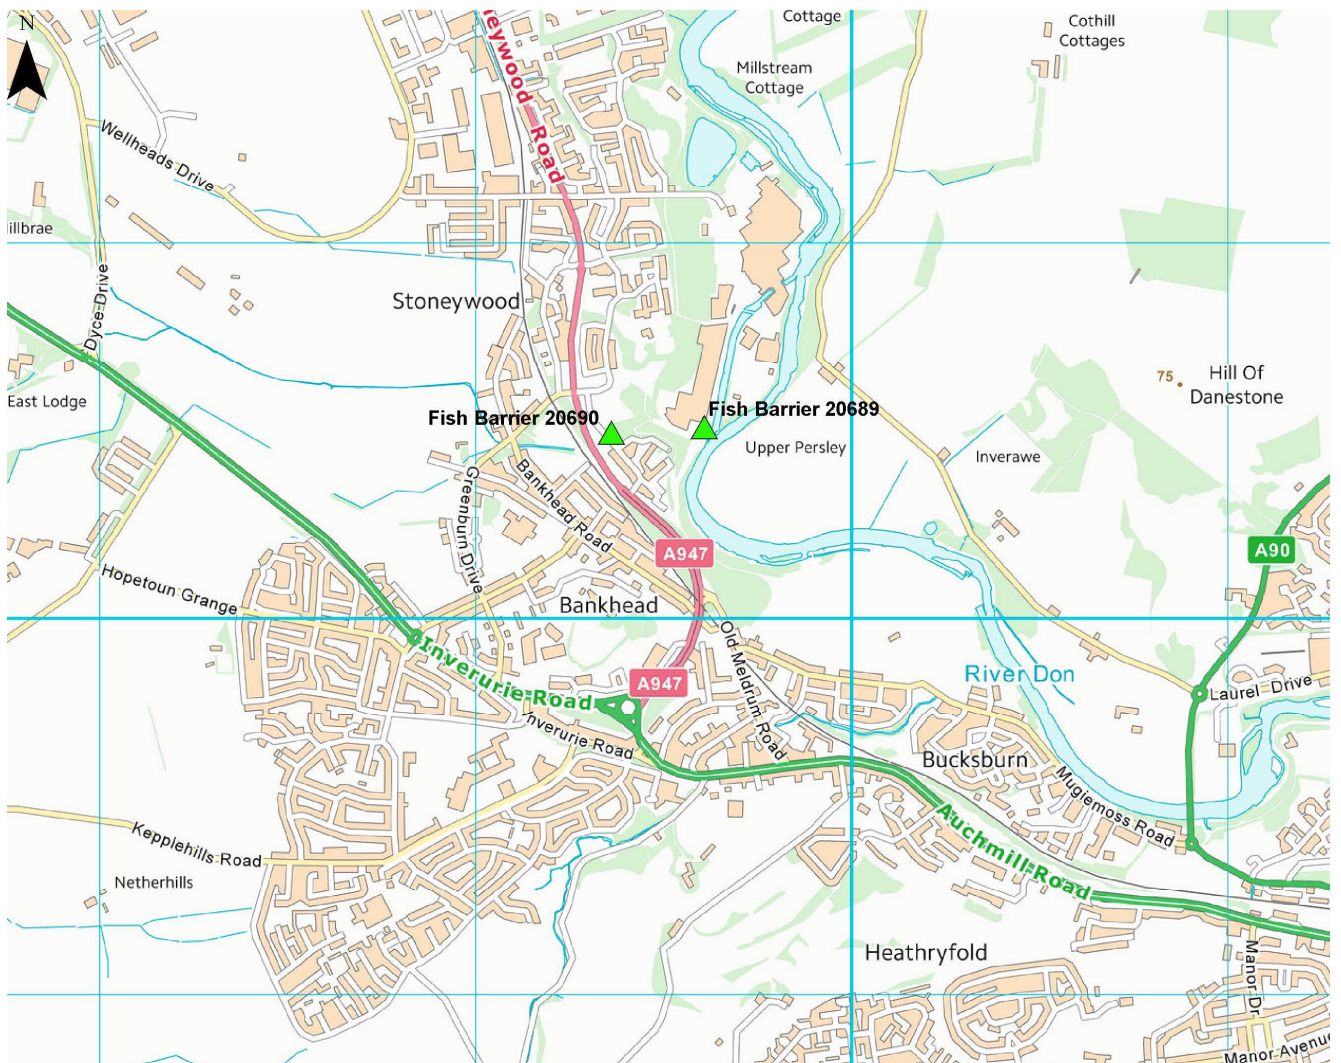 N
Cottage
Cothill
Cottages
Millstream
Cottage
eywood Road
Wellheads Drive
illbrae
Dyce Drive
Stoneywood
East Lodge
75
Hill Of
Danestone
Fish Barrier 20690
Fish Barrier 20689
Upper Persley
Inverawe
Bankhead Road
Greenburn Drive
A947
A90
Hopetoun Grange
Bankhead
Old Meldrum Road
Inverurie Road
A947
River Don
Laurel Drive
nverurie Road
Bucksburn
Mugiemoss Road
Auchmill Road
Kepplehills Road
Netherhills
Heathryfold
Manor Dr
Manor Avenu